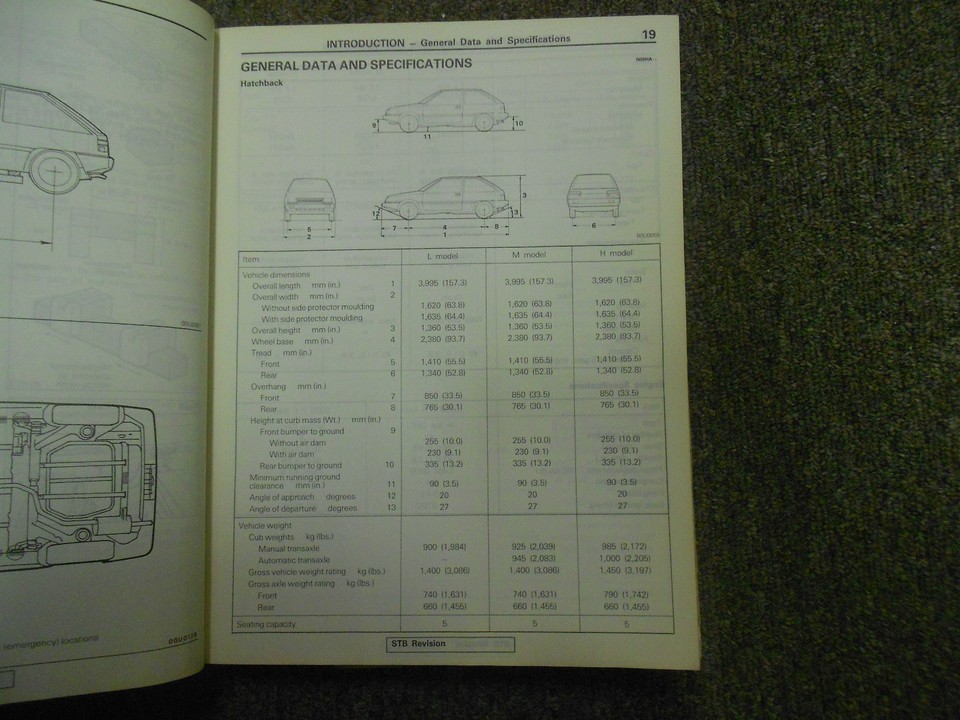 INTRODUCTION – General Data and Specifications 19
GENERAL DATA AND SPECIFICATIONS
Hatchback
9 10
11
3
12 13
5 7 4 8 6
2 1
Item L model M model H model
Vehicle dimensions
Overall length mm (in.) 1 3,995 (157.3) 3,995 (157.3) 3,995 (157.3)
Overall width mm (in.) 2
Without side protector moulding 1,620 (63.8) 1,620 (63.8) 1,620 (63.8)
With side protector moulding 1,635 (64.4) 1,635 (64.4) 1,635 (64.4)
Overall height mm (in.) 3 1,360 (53.5) 1,360 (53.5) 1,360 (53.5)
Wheel base mm (in.) 4 2,380 (93.7) 2,380 (93.7) 2,380 (93.7)
Tread mm (in.)
Front 5 1,410 (55.5) 1,410 (55.5) 1,410 (55.5)
Rear 6 1,340 (52.8) 1,340 (52.8) 1,340 (52.8)
Overhang mm (in.)
Front 7 850 (33.5) 850 (33.5) 850 (33.5)
Rear 8 765 (30.1) 765 (30.1) 765 (30.1)
Height at curb mass (Wt.) mm (in.)
Front bumper to ground 9
Without air dam 255 (10.0) 255 (10.0) 255 (10.0)
With air dam 230 (9.1) 230 (9.1) 230 (9.1)
Rear bumper to ground 10 335 (13.2) 335 (13.2) 335 (13.2)
Minimum running ground
clearance mm (in.) 11 90 (3.5) 90 (3.5) 90 (3.5)
Angle of approach degrees 12 20 20 20
Angle of departure degrees 13 27 27 27
Vehicle weight
Cub weights kg (lbs.)
Manual transaxle 900 (1,984) 925 (2,039) 985 (2,172)
Automatic transaxle – 945 (2,083) 1,000 (2,205)
Gross vehicle weight rating kg (lbs.) 1,400 (3,086) 1,400 (3,086) 1,450 (3,197)
Gross axle weight rating kg (lbs.)
Front 740 (1,631) 740 (1,631) 790 (1,742)
Rear 660 (1,455) 660 (1,455) 660 (1,455)
Seating capacity 5 5 5
STB Revision
(emergency) locations